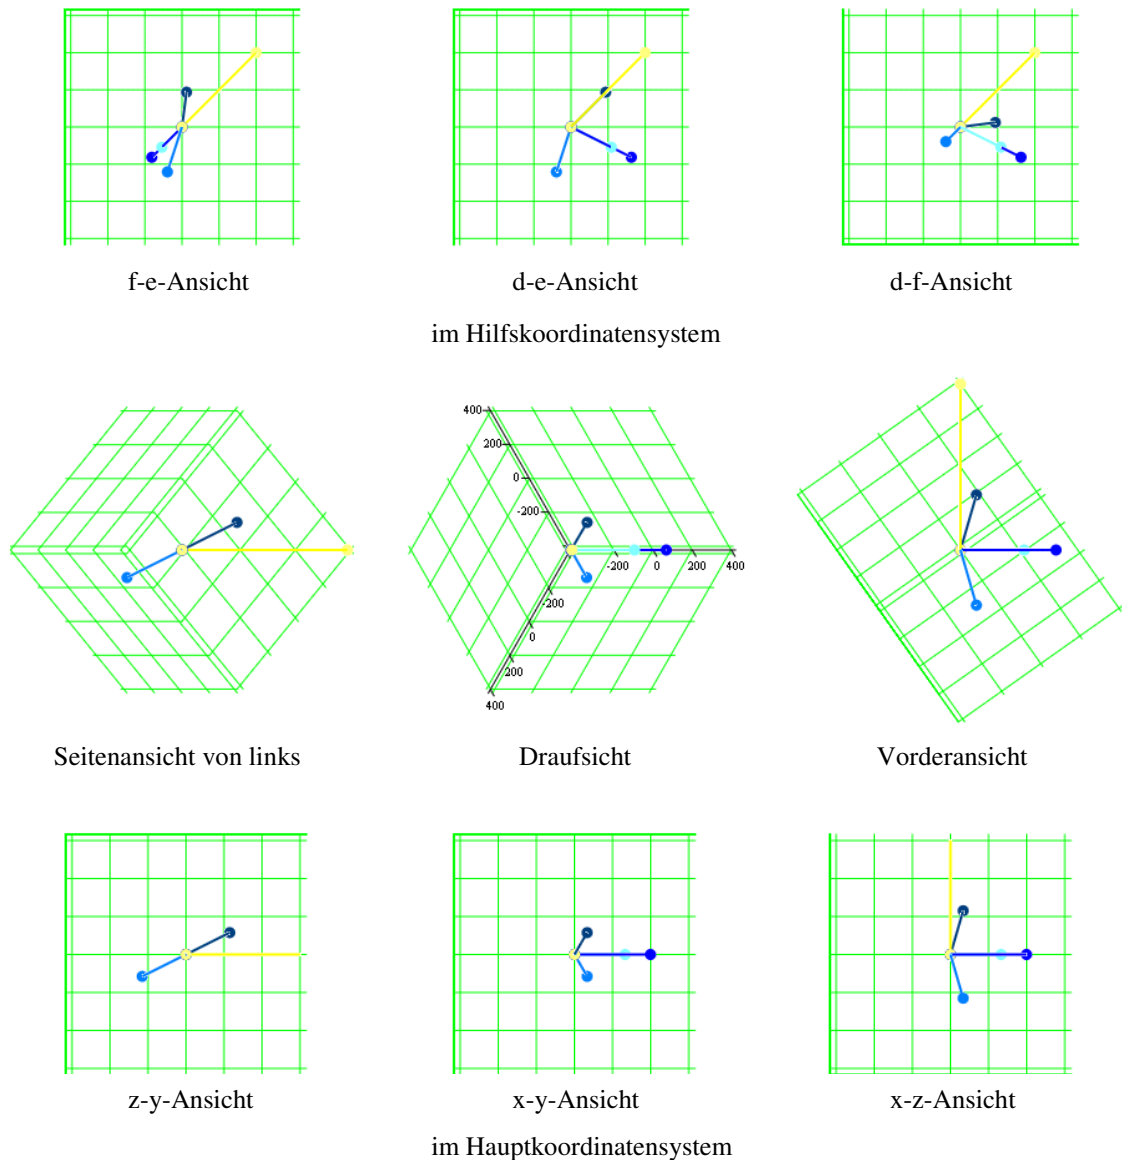 f-e-Ansicht d-e-Ansicht d-f-Ansicht
im Hilfskoordinatensystem
400
200
0
-200
-200 0 200 400
-200
0
200
400
Seitenansicht von links Draufsicht Vorderansicht
z-y-Ansicht x-y-Ansicht x-z-Ansicht
im Hauptkoordinatensystem